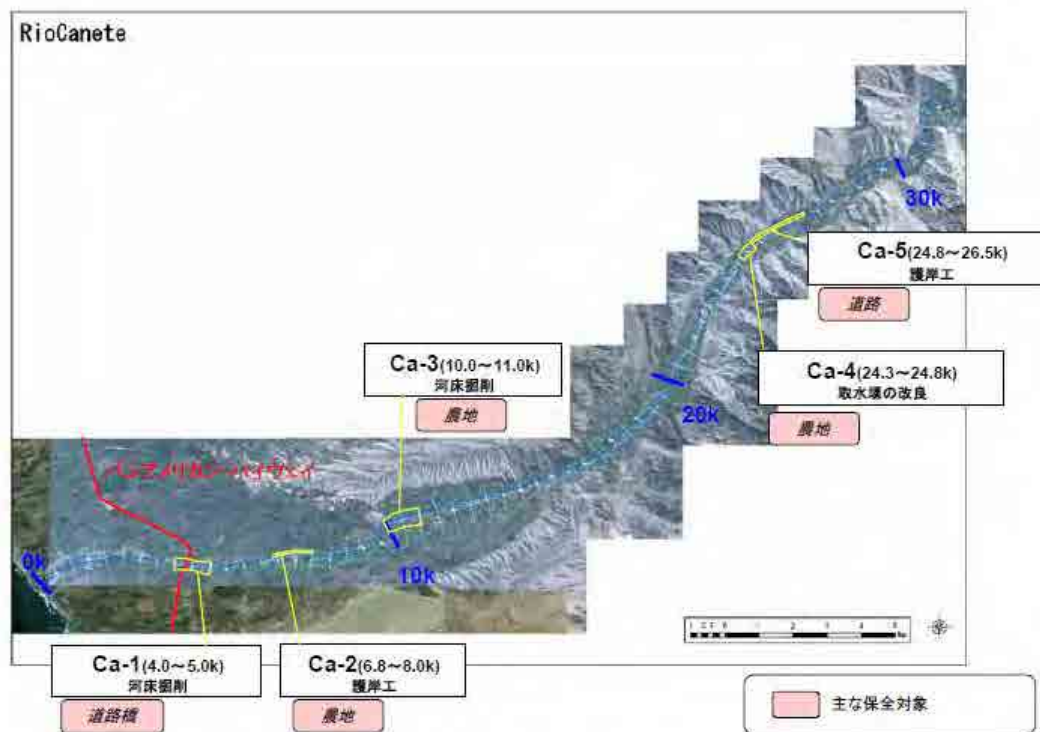 RioCanete
30k
Ca-5(24.8～26.5k)
護岸工
道路
Ca-3(10.0～11.0k)
河床掘削
農地
Ca-4(24.3～24.8k)
取水堰の改良
農地
20k
パンアメリカン・ハイウェイ
0k
10k
Ca-1(4.0～5.0k)
河床掘削
道路橋
Ca-2(6.8～8.0k)
護岸工
農地
主な保全対象